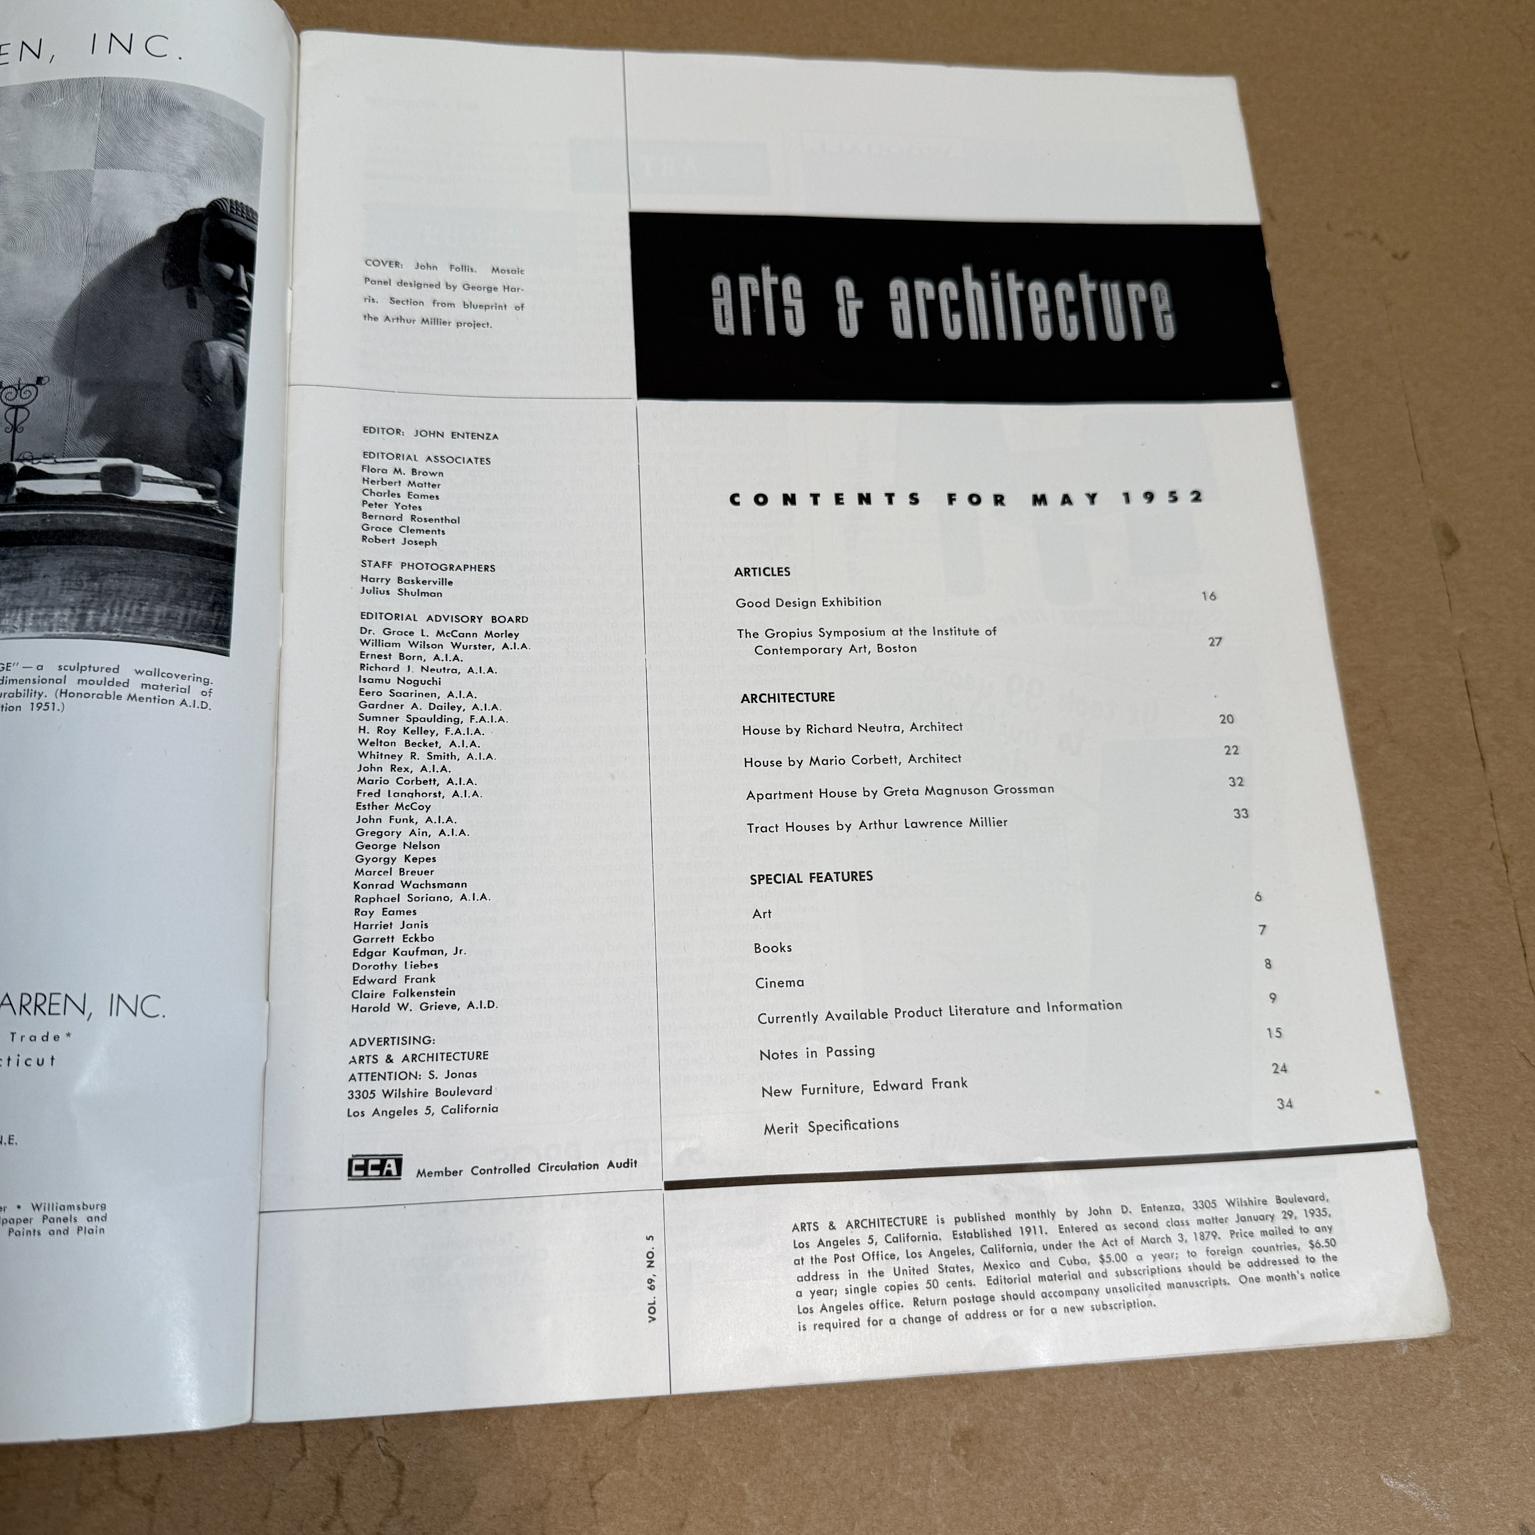 EN, INC.
GE" — a sculptured wallcovering.
dimensional moulded material of
urability. (Honorable Mention A.I.D.
tion 1951.)
ARREN, INC.
Trade*
cticut
N.E.
er • Williamsburg
lpaper Panels and
Paints and Plain
COVER: John Follis. Mosaic
Panel designed by George Har-
ris. Section from blueprint of
the Arthur Millier project.
arts & architecture
EDITOR: JOHN ENTENZA
EDITORIAL ASSOCIATES
Flora M. Brown
Herbert Matter
Charles Eames
Peter Yates
Bernard Rosenthal
Grace Clements
Robert Joseph
STAFF PHOTOGRAPHERS
Harry Baskerville
Julius Shulman
EDITORIAL ADVISORY BOARD
Dr. Grace L. McCann Morley
William Wilson Wurster, A.I.A.
Ernest Born, A.I.A.
Richard J. Neutra, A.I.A.
Isamu Noguchi
Eero Saarinen, A.I.A.
Gardner A. Dailey, A.I.A.
Sumner Spaulding, F.A.I.A.
H. Roy Kelley, F.A.I.A.
Welton Becket, A.I.A.
Whitney R. Smith, A.I.A.
John Rex, A.I.A.
Mario Corbett, A.I.A.
Fred Langhorst, A.I.A.
Esther McCoy
John Funk, A.I.A.
Gregory Ain, A.I.A.
George Nelson
Gyorgy Kepes
Marcel Breuer
Konrad Wachsmann
Raphael Soriano, A.I.A.
Ray Eames
Harriet Janis
Garrett Eckbo
Edgar Kaufman, Jr.
Dorothy Liebes
Edward Frank
Claire Falkenstein
Harold W. Grieve, A.I.D.
ADVERTISING:
ARTS & ARCHITECTURE
ATTENTION: S. Jonas
3305 Wilshire Boulevard
Los Angeles 5, California
CCA Member Controlled Circulation Audit
CONTENTS FOR MAY 1952
ARTICLES
Good Design Exhibition 16
The Gropius Symposium at the Institute of
Contemporary Art, Boston 27
ARCHITECTURE
House by Richard Neutra, Architect 20
House by Mario Corbett, Architect 22
Apartment House by Greta Magnuson Grossman 32
Tract Houses by Arthur Lawrence Millier 33
SPECIAL FEATURES
Art 6
Books 7
Cinema 8
Currently Available Product Literature and Information 9
Notes in Passing 15
New Furniture, Edward Frank 24
Merit Specifications 34
VOL. 69, NO. 5
ARTS & ARCHITECTURE is published monthly by John D. Entenza, 3305 Wilshire Boulevard,
Los Angeles 5, California. Established 1911. Entered as second class matter January 29, 1935,
at the Post Office, Los Angeles, California, under the Act of March 3, 1879. Price mailed to any
address in the United States, Mexico and Cuba, $5.00 a year; to foreign countries, $6.50
a year; single copies 50 cents. Editorial material and subscriptions should be addressed to the
Los Angeles office. Return postage should accompany unsolicited manuscripts. One month's notice
is required for a change of address or for a new subscription.